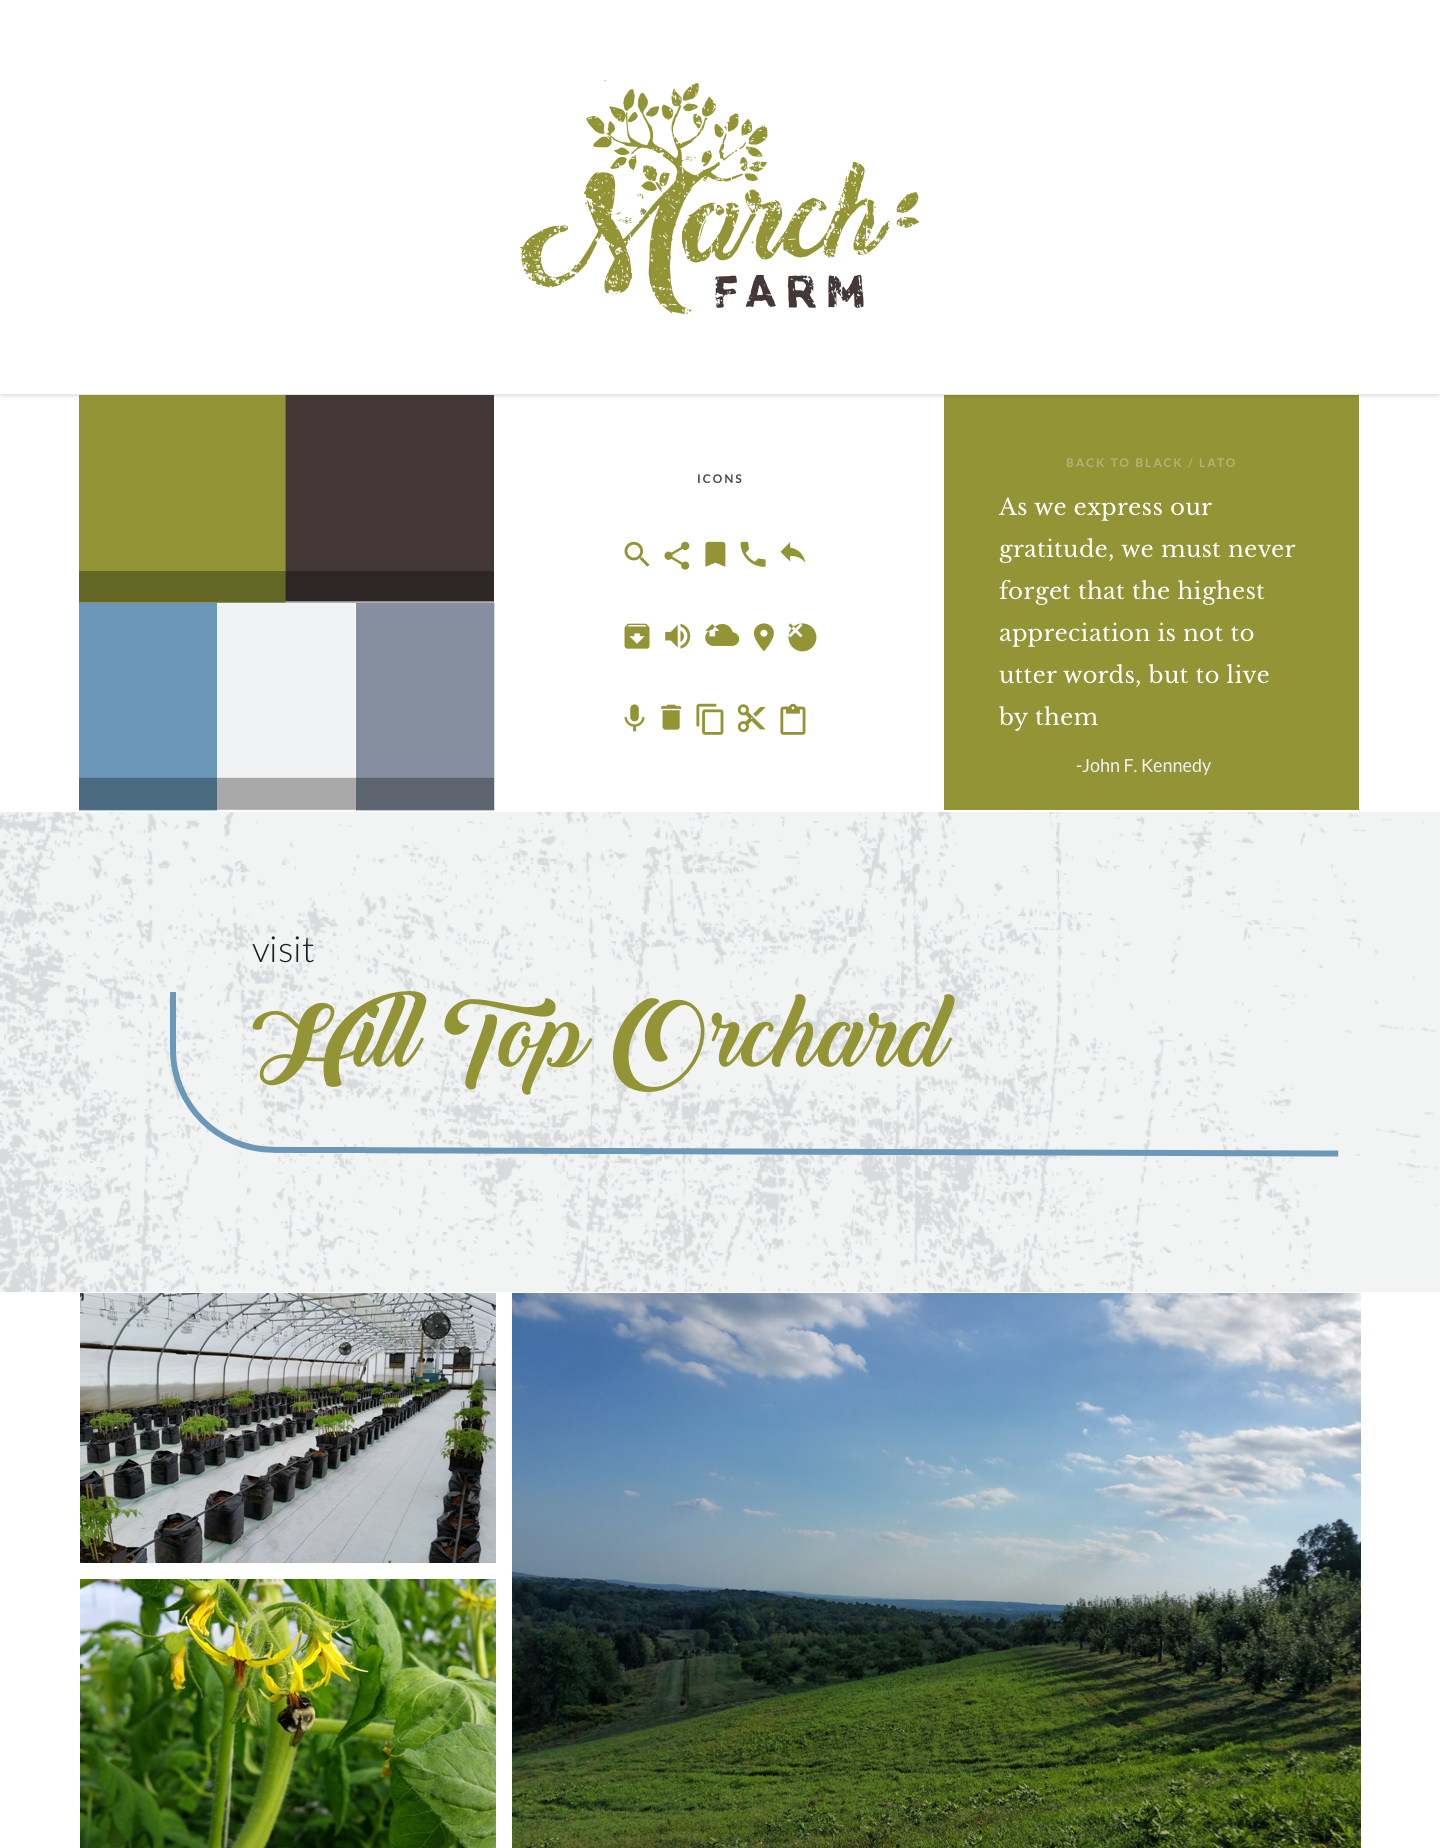 March
FARM
ICONS
BACK TO BLACK / LATO
As we express our
gratitude, we must never
forget that the highest
appreciation is not to
utter words, but to live
by them
-John F. Kennedy
visit
Hill Top Orchard